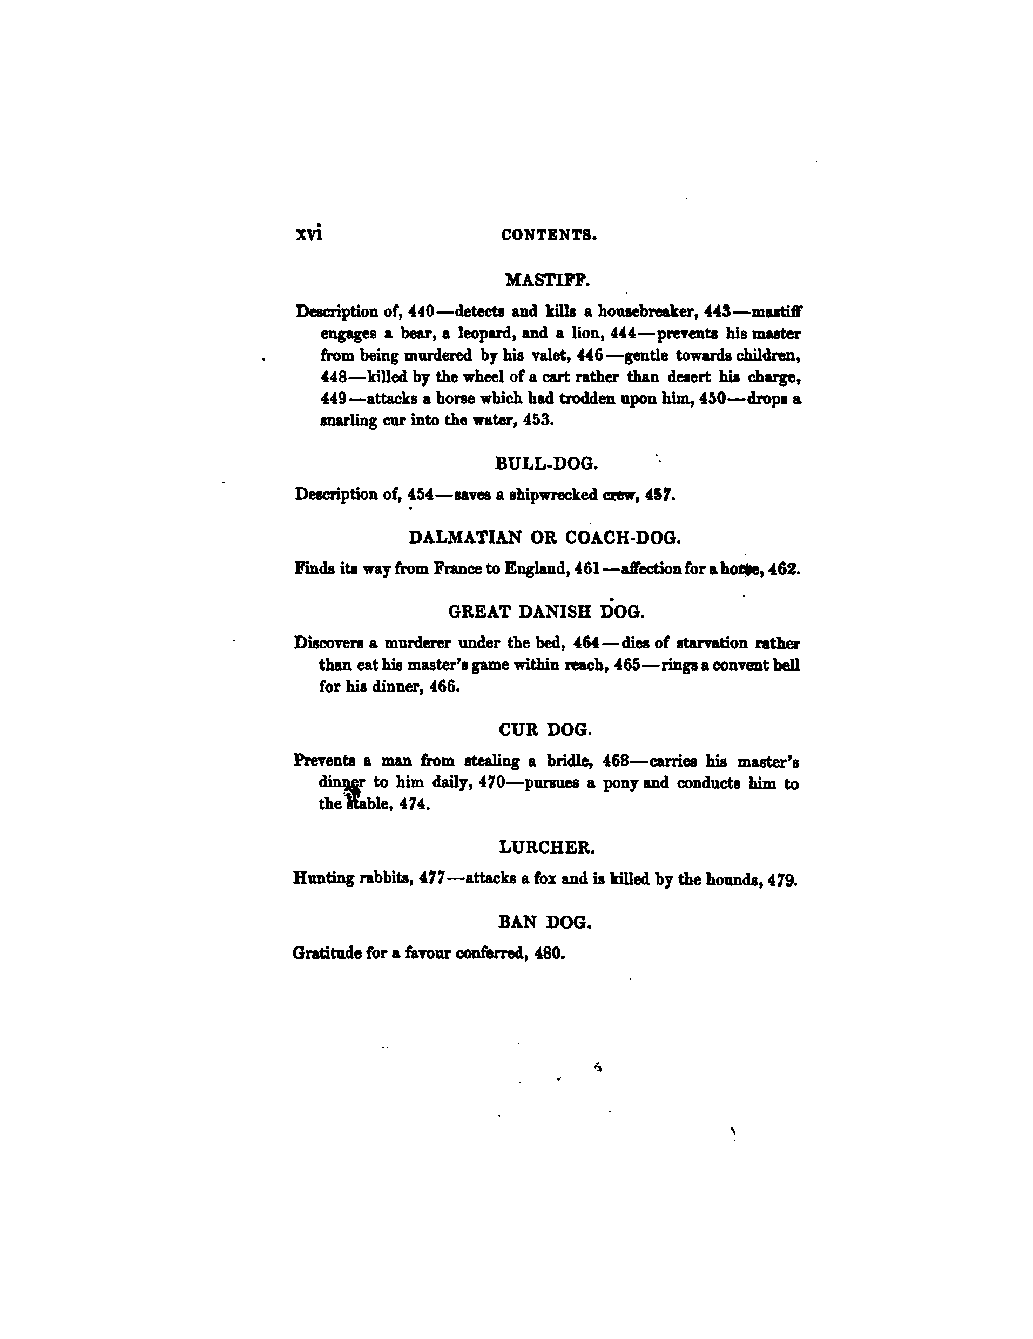 xvi CONTENTS.
MASTIFF.
Description of, 440—detects and kills a housebreaker, 443—mastiff
engages a bear, a leopard, and a lion, 444—prevents his master
from being murdered by his valet, 446—gentle towards children,
448—killed by the wheel of a cart rather than desert his charge,
449—attacks a horse which had trodden upon him, 450—drops a
snarling cur into the water, 453.
BULL-DOG.
Description of, 454—saves a shipwrecked crew, 457.
DALMATIAN OR COACH-DOG.
Finds its way from France to England, 461—affection for a horse, 462.
GREAT DANISH DOG.
Discovers a murderer under the bed, 464—dies of starvation rather
than eat his master's game within reach, 465—rings a convent bell
for his dinner, 466.
CUR DOG.
Prevents a man from stealing a bridle, 468—carries his master's
dinner to him daily, 470—pursues a pony and conducts him to
the stable, 474.
LURCHER.
Hunting rabbits, 477—attacks a fox and is killed by the hounds, 479.
BAN DOG.
Gratitude for a favour conferred, 480.